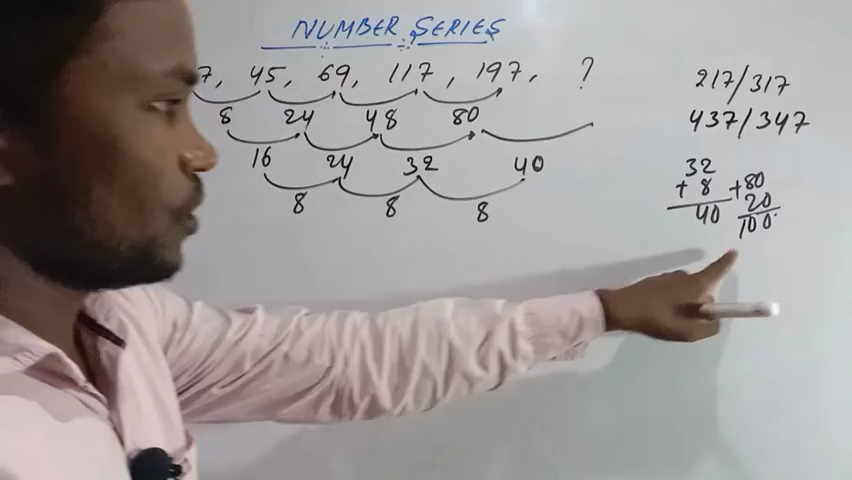 NUMBER SERIES
7, 45, 69, 117, 197, ?
8 24 48 80
16 24 32 40
8 8 8
217/317
437/347
32
+ 8
40
+80
20
100